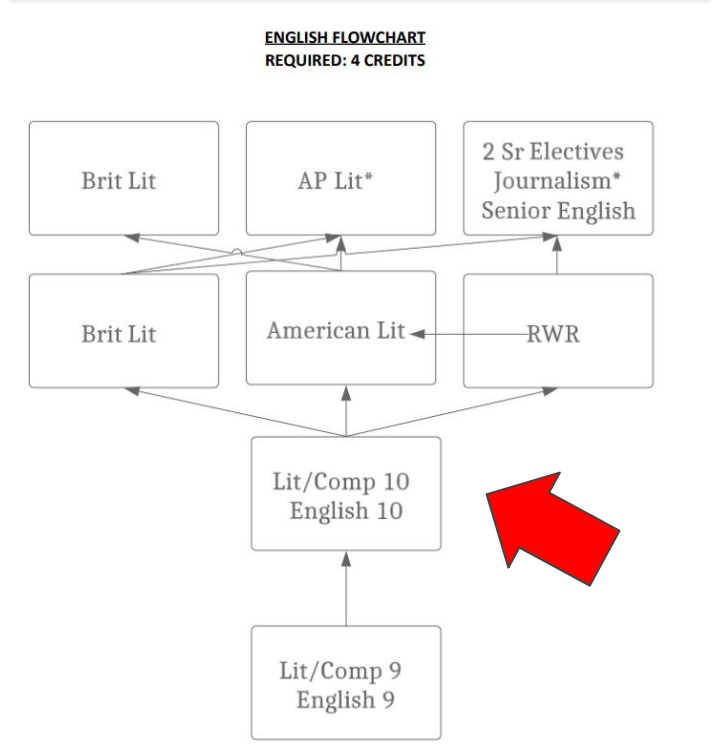 ENGLISH FLOWCHART
REQUIRED: 4 CREDITS
Brit Lit
AP Lit*
2 Sr Electives
Journalism*
Senior English
Brit Lit
American Lit
RWR
Lit/Comp 10
English 10
Lit/Comp 9
English 9